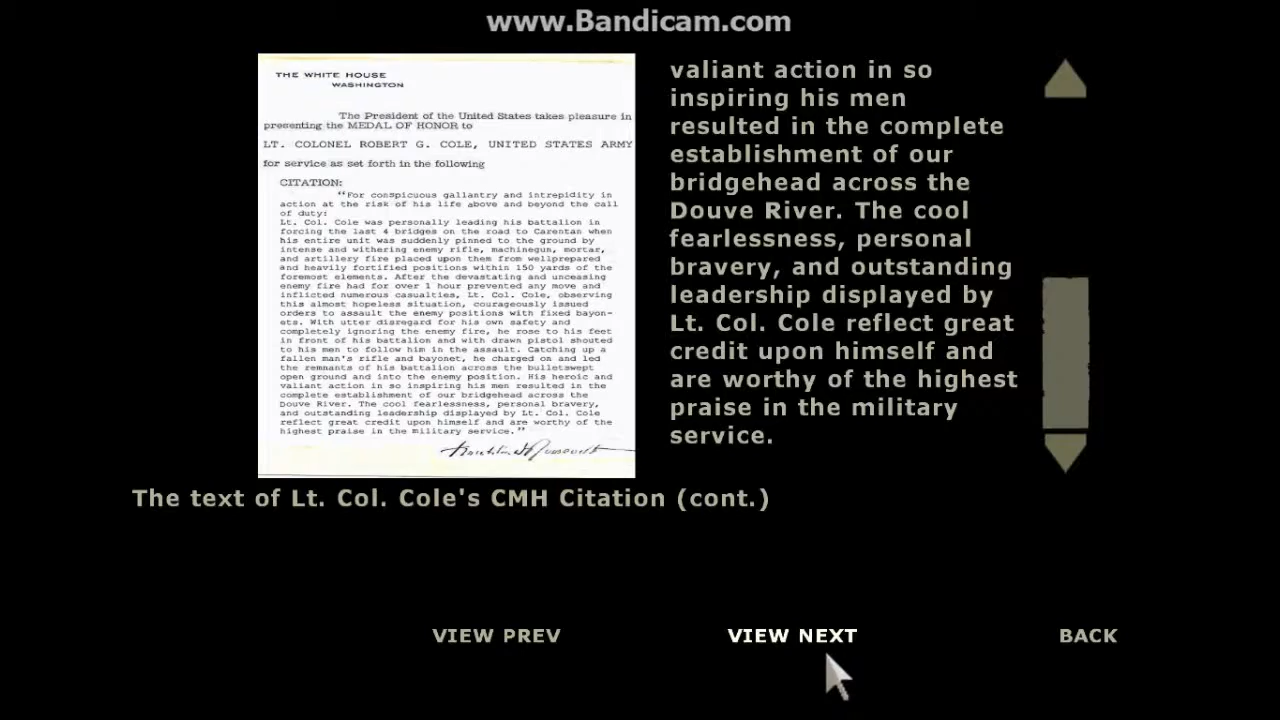 www.Bandicam.com
THE WHITE HOUSE
WASHINGTON
The President of the United States takes pleasure in
presenting the MEDAL OF HONOR to
LT. COLONEL ROBERT G. COLE, UNITED STATES ARMY
for service as set forth in the following
CITATION:
"For conspicuous gallantry and intrepidity in
action at the risk of his life above and beyond the call
of duty:
Lt. Col. Cole was personally leading his battalion in
forcing the last 4 bridges on the road to Carentan when
his entire unit was suddenly pinned to the ground by
intense and withering enemy rifle, machinegun, mortar,
and artillery fire placed upon them from wellprepared
and heavily fortified positions within 150 yards of the
foremost elements. After the devastating and unceasing
enemy fire had for over 1 hour prevented any move and
inflicted numerous casualties, Lt. Col. Cole, observing
this almost hopeless situation, courageously issued
orders to assault the enemy positions with fixed bayon-
ets. With utter disregard for his own safety and
completely ignoring the enemy fire, he rose to his feet
in front of his battalion and with drawn pistol shouted
to his men to follow him in the assault. Catching up a
fallen man's rifle and bayonet, he charged on and led
the remnants of his battalion across the bulletswept
open ground and into the enemy position. His heroic and
valiant action in so inspiring his men resulted in the
complete establishment of our bridgehead across the
Douve River. The cool fearlessness, personal bravery,
and outstanding leadership displayed by Lt. Col. Cole
reflect great credit upon himself and are worthy of the
highest praise in the military service."
valiant action in so
inspiring his men
resulted in the complete
establishment of our
bridgehead across the
Douve River. The cool
fearlessness, personal
bravery, and outstanding
leadership displayed by
Lt. Col. Cole reflect great
credit upon himself and
are worthy of the highest
praise in the military
service.
The text of Lt. Col. Cole's CMH Citation (cont.)
VIEW PREV
VIEW NEXT
BACK